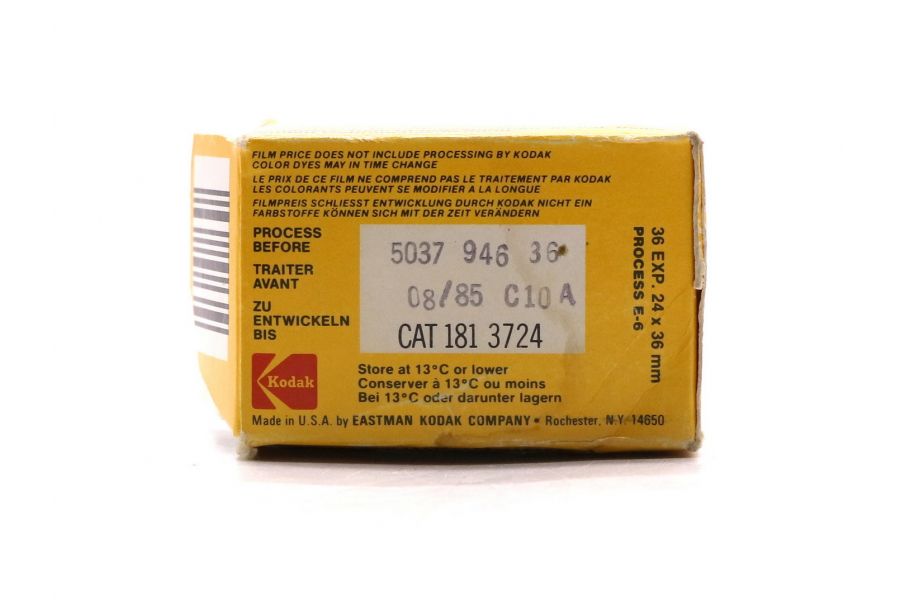 FILM PRICE DOES NOT INCLUDE PROCESSING BY KODAK
COLOR DYES MAY IN TIME CHANGE
LE PRIX DE CE FILM NE COMPREND PAS LE TRAITEMENT PAR KODAK
LES COLORANTS PEUVENT SE MODIFIER A LA LONGUE
FILMPREIS SCHLIESST ENTWICKLUNG DURCH KODAK NICHT EIN
FARBSTOFFE KÖNNEN SICH MIT DER ZEIT VERÄNDERN
PROCESS
BEFORE
TRAITER
AVANT
ZU
ENTWICKELN
BIS
5037 946 36
08/85 C10A
CAT 181 3724
36 EXP. 24 x 36 mm
PROCESS E-6
Kodak
Store at 13°C or lower
Conserver à 13°C ou moins
Bei 13°C oder darunter lagern
Made in U.S.A. by EASTMAN KODAK COMPANY • Rochester, N.Y. 14650